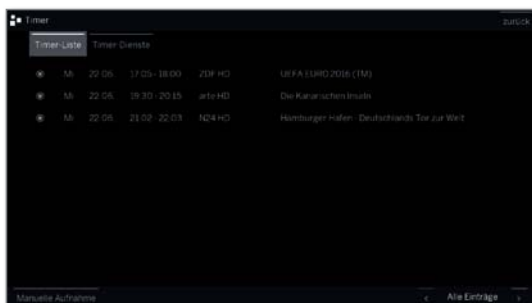 Timer zurück
Timer-Liste Timer-Dienste
Mi 22.06. 17:05 - 18:00 ZDF HD UEFA EURO 2016 (TM)
Mi 22.06. 19:30 - 20:15 arte HD Die Kanarischen Inseln
Mi 22.06. 21:02 - 22:03 N24 HD Hamburger Hafen - Deutschlands Tor zur Welt
Manuelle Aufnahme < Alle Einträge >